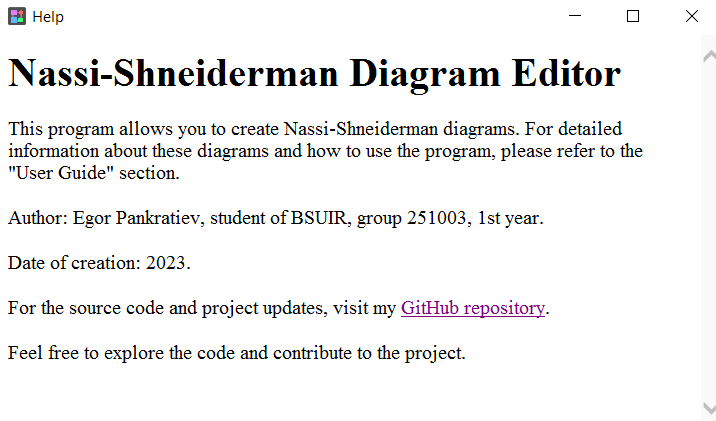 Help
Nassi-Shneiderman Diagram Editor
This program allows you to create Nassi-Shneiderman diagrams. For detailed
information about these diagrams and how to use the program, please refer to the
"User Guide" section.
Author: Egor Pankratiev, student of BSUIR, group 251003, 1st year.
Date of creation: 2023.
For the source code and project updates, visit my GitHub repository.
Feel free to explore the code and contribute to the project.